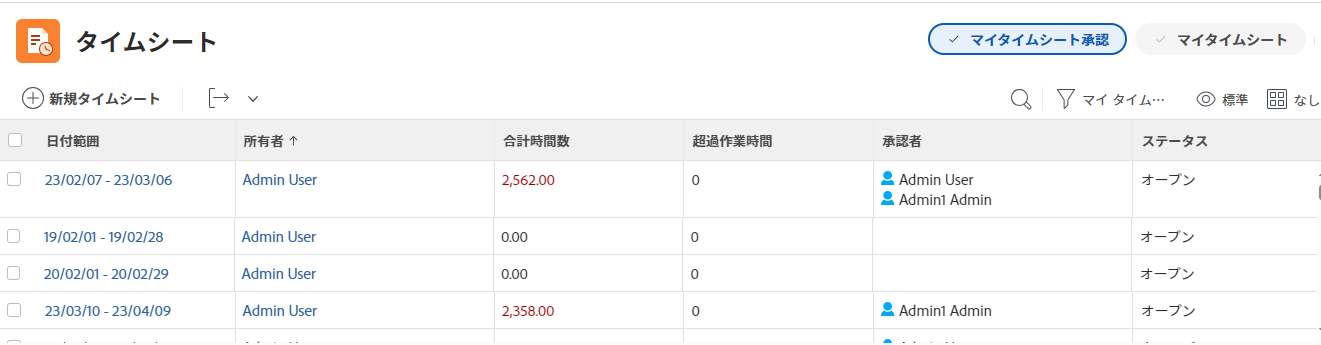 タイムシート
マイタイムシート承認
マイタイムシート
新規タイムシート
マイ タイム…
標準
なし
日付範囲 所有者 合計時間数 超過作業時間 承認者 ステータス
23/02/07 - 23/03/06 Admin User 2,562.00 0 Admin User オープン
Admin1 Admin
19/02/01 - 19/02/28 Admin User 0.00 0 オープン
20/02/01 - 20/02/29 Admin User 0.00 0 オープン
23/03/10 - 23/04/09 Admin User 2,358.00 0 Admin1 Admin オープン